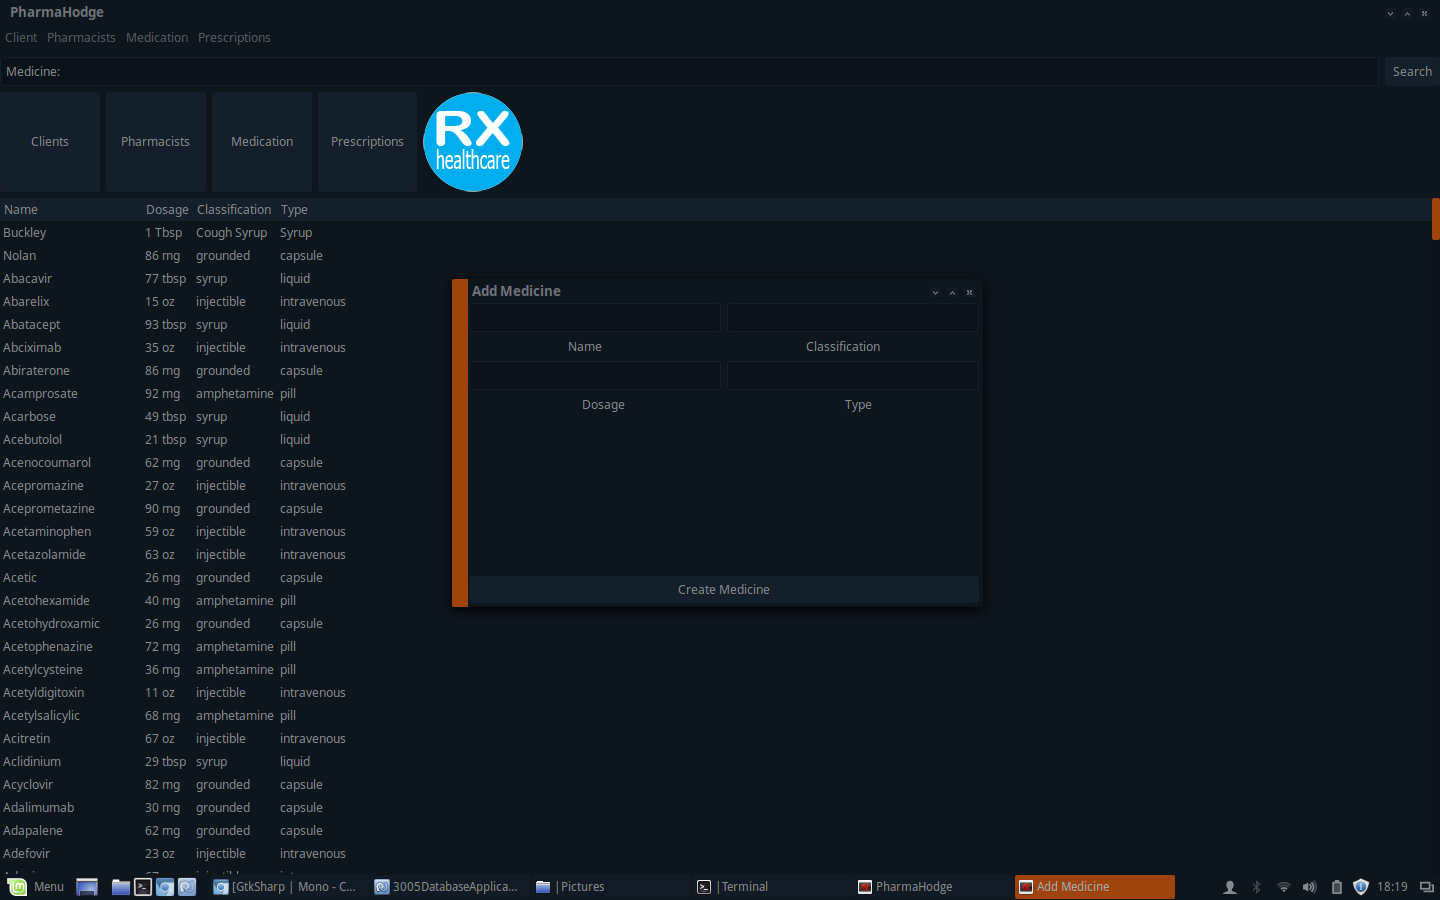 PharmaHodge
Client Pharmacists Medication Prescriptions
Medicine: Search
Clients Pharmacists Medication Prescriptions RX
healthcare
Name Dosage Classification Type
Buckley 1 Tbsp Cough Syrup Syrup
Nolan 86 mg grounded capsule
Abacavir 77 tbsp syrup liquid
Abarelix 15 oz injectible intravenous
Abatacept 93 tbsp syrup liquid
Abciximab 35 oz injectible intravenous
Abiraterone 86 mg grounded capsule
Acamprosate 92 mg amphetamine pill
Acarbose 49 tbsp syrup liquid
Acebutolol 21 tbsp syrup liquid
Acenocoumarol 62 mg grounded capsule
Acepromazine 27 oz injectible intravenous
Aceprometazine 90 mg grounded capsule
Acetaminophen 59 oz injectible intravenous
Acetazolamide 63 oz injectible intravenous
Acetic 26 mg grounded capsule
Acetohexamide 40 mg amphetamine pill
Acetohydroxamic 26 mg grounded capsule
Acetophenazine 72 mg amphetamine pill
Acetylcysteine 36 mg amphetamine pill
Acetyldigitoxin 11 oz injectible intravenous
Acetylsalicylic 68 mg amphetamine pill
Acitretin 67 oz injectible intravenous
Aclidinium 29 tbsp syrup liquid
Acyclovir 82 mg grounded capsule
Adalimumab 30 mg grounded capsule
Adapalene 62 mg grounded capsule
Adefovir 23 oz injectible intravenous
Add Medicine
Name Classification
Dosage Type
Create Medicine
Menu [GtkSharp | Mono - C... 3005DatabaseApplica... |Pictures |Terminal PharmaHodge Add Medicine 18:19